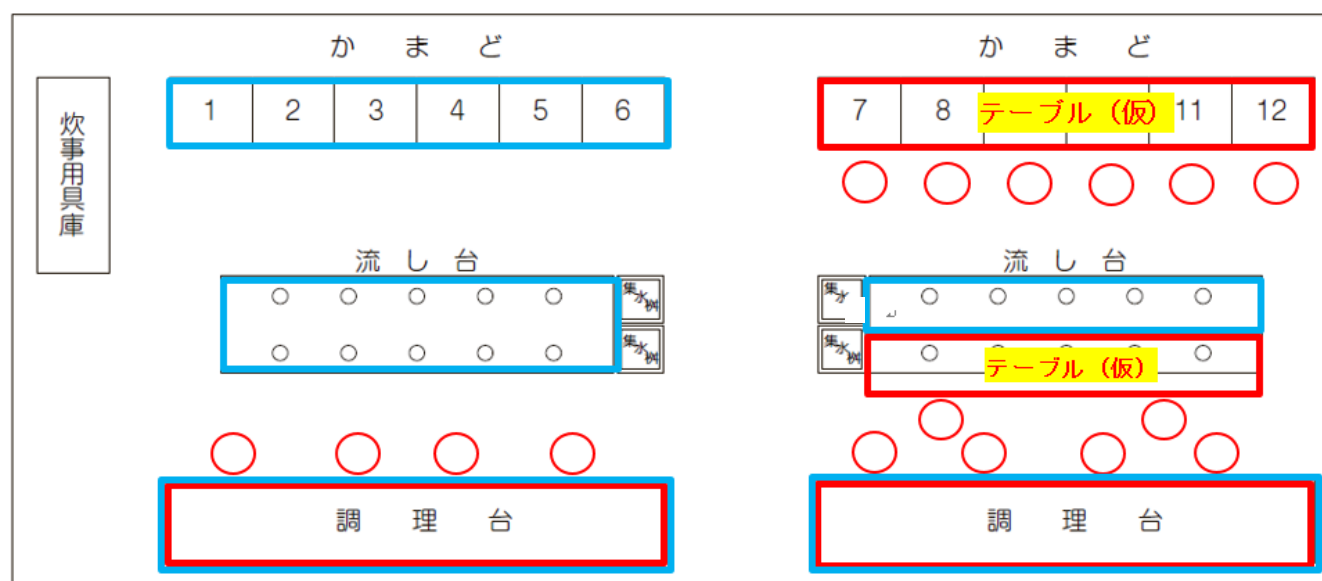 かまど
かまど
炊事用具庫
1 2 3 4 5 6
7 8 テーブル（仮） 11 12
流し台
流し台
集水桝
集水
集水桝
集水桝
テーブル（仮）
調理台
調理台